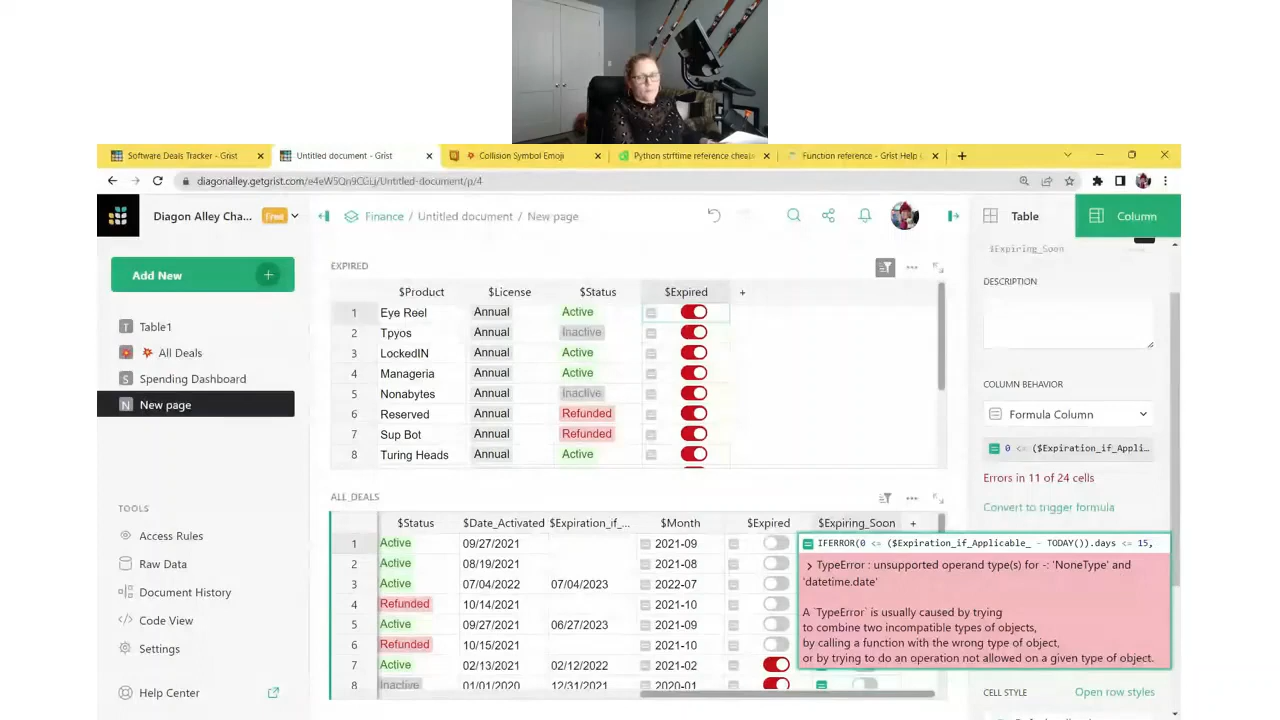 Software Deals Tracker - Grist
Untitled document - Grist
Collision Symbol Emoji
Python strftime reference cheats
Function reference - Grist Help
diagonalley.getgrist.com/e4eWSQn9CGLj/Untitled-document/p/4
Diagon Alley Cha... Free
Finance / Untitled document / New page
Table
Column
Add New
Table1
All Deals
Spending Dashboard
New page
TOOLS
Access Rules
Raw Data
Document History
Code View
Settings
Help Center
EXPIRED
$Product $License $Status $Expired +
1 Eye Reel Annual Active
2 Tpyos Annual Inactive
3 LockedIN Annual Active
4 Manageria Annual Active
5 Nonabytes Annual Inactive
6 Reserved Annual Refunded
7 Sup Bot Annual Refunded
8 Turing Heads Annual Active
ALL_DEALS
$Status $Date_Activated $Expiration_if_... $Month $Expired $Expiring_Soon +
1 Active 09/27/2021 2021-09
2 Active 08/19/2021 2021-08
3 Active 07/04/2022 07/04/2023 2022-07
4 Refunded 10/14/2021 2021-10
5 Active 09/27/2021 06/27/2023 2021-09
6 Refunded 10/15/2021 2021-10
7 Active 02/13/2021 02/12/2022 2021-02
8 Inactive 01/01/2020 12/31/2021 2020-01
$Expiring_Soon
DESCRIPTION
COLUMN BEHAVIOR
Formula Column
0 <= ($Expiration_if_Appli...
Errors in 11 of 24 cells
Convert to trigger formula
IFERROR(0 <= ($Expiration_if_Applicable_ - TODAY()).days <= 15,
TypeError : unsupported operand type(s) for -: 'NoneType' and
'datetime.date'
A `TypeError` is usually caused by trying
to combine two incompatible types of objects,
by calling a function with the wrong type of object,
or by trying to do an operation not allowed on a given type of object.
CELL STYLE
Open row styles